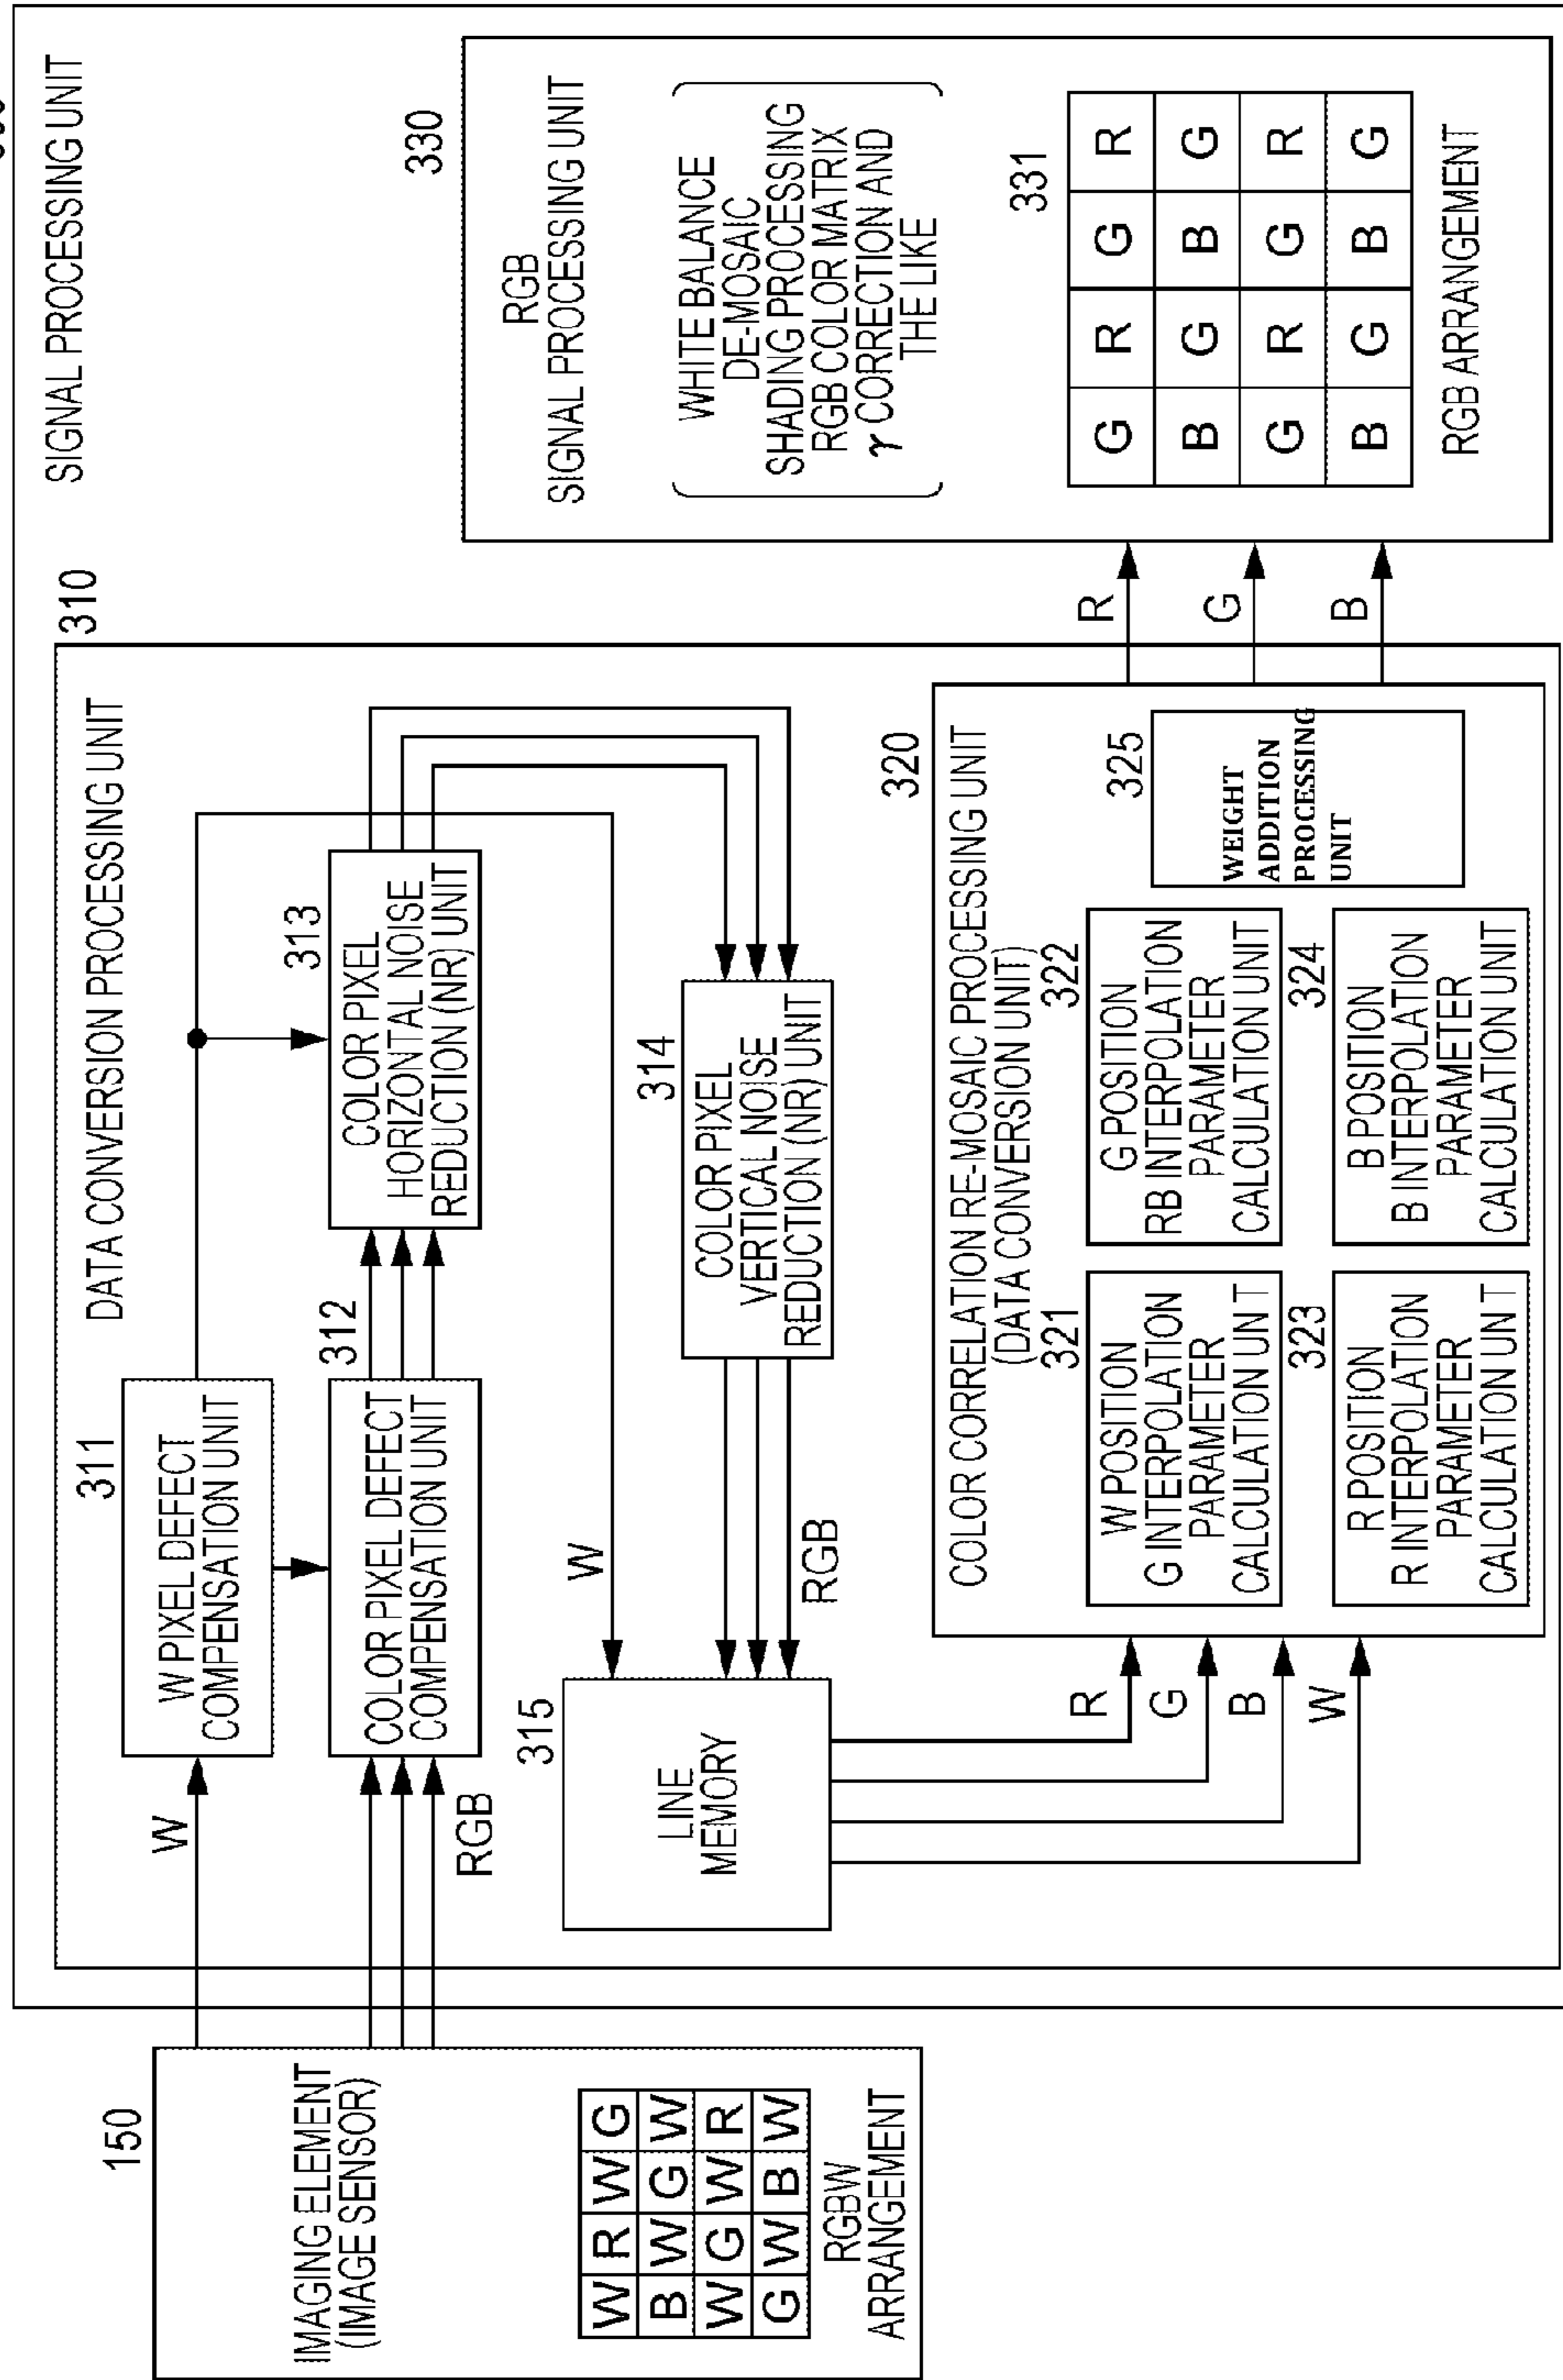 150
IMAGING ELEMENT
(IMAGE SENSOR)
W R W G
B W G W
W G W R
G W B W
RGBW
ARRANGEMENT
SIGNAL PROCESSING UNIT
310
DATA CONVERSION PROCESSING UNIT
W
311
W PIXEL DEFECT
COMPENSATION UNIT
RGB
312
COLOR PIXEL DEFECT
COMPENSATION UNIT
313
COLOR PIXEL
HORIZONTAL NOISE
REDUCTION (NR) UNIT
W
314
COLOR PIXEL
VERTICAL NOISE
REDUCTION (NR) UNIT
RGB
315
LINE
MEMORY
R
G
B
W
320
COLOR CORRELATION RE-MOSAIC PROCESSING UNIT
(DATA CONVERSION UNIT)
321
W POSITION
G INTERPOLATION
PARAMETER
CALCULATION UNIT
322
G POSITION
RB INTERPOLATION
PARAMETER
CALCULATION UNIT
323
R POSITION
R INTERPOLATION
PARAMETER
CALCULATION UNIT
324
B POSITION
B INTERPOLATION
PARAMETER
CALCULATION UNIT
325
WEIGHT
ADDITION
PROCESSING
UNIT
R
G
B
330
RGB
SIGNAL PROCESSING UNIT
WHITE BALANCE
DE-MOSAIC
SHADING PROCESSING
RGB COLOR MATRIX
γ CORRECTION AND
THE LIKE
331
G R G R
B G B G
G R G R
B G B G
RGB ARRANGEMENT